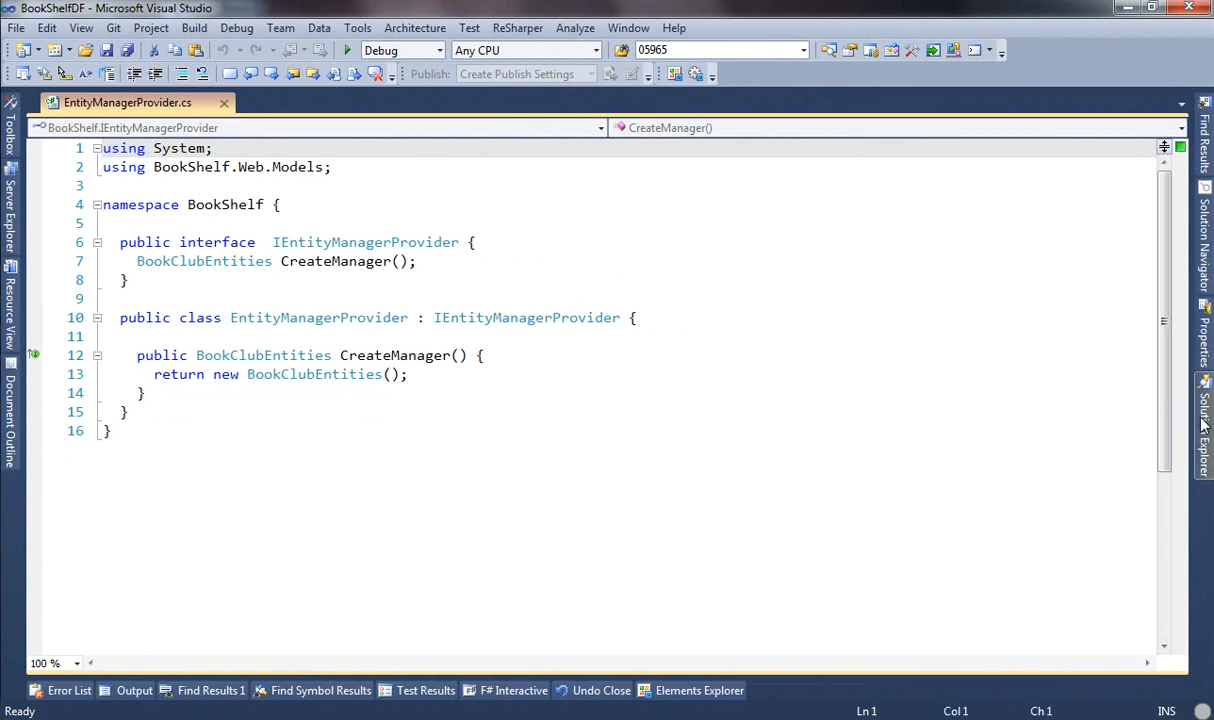 BookShelfDF - Microsoft Visual Studio
File Edit View Git Project Build Debug Team Tools Architecture Test ReSharper Analyze Window Help
Debug Any CPU 05965
Publish: Create Publish Settings
EntityManagerProvider.cs
BookShelf.IEntityManagerProvider CreateManager()
1 using System;
2 using BookShelf.Web.Models;
3
4 namespace BookShelf {
5
6 public interface IEntityManagerProvider {
7 BookClubEntities CreateManager();
8 }
9
10 public class EntityManagerProvider : IEntityManagerProvider {
11
12 public BookClubEntities CreateManager() {
13 return new BookClubEntities();
14 }
15 }
16 }
Toolbox
Server Explorer
Resource View
Document Outline
Find Results
Solution Navigator
Properties
Solution Explorer
100 %
Error List Output Find Results 1 Find Symbol Results Test Results F# Interactive Undo Close Elements Explorer
Ready Ln 1 Col 1 Ch 1 INS